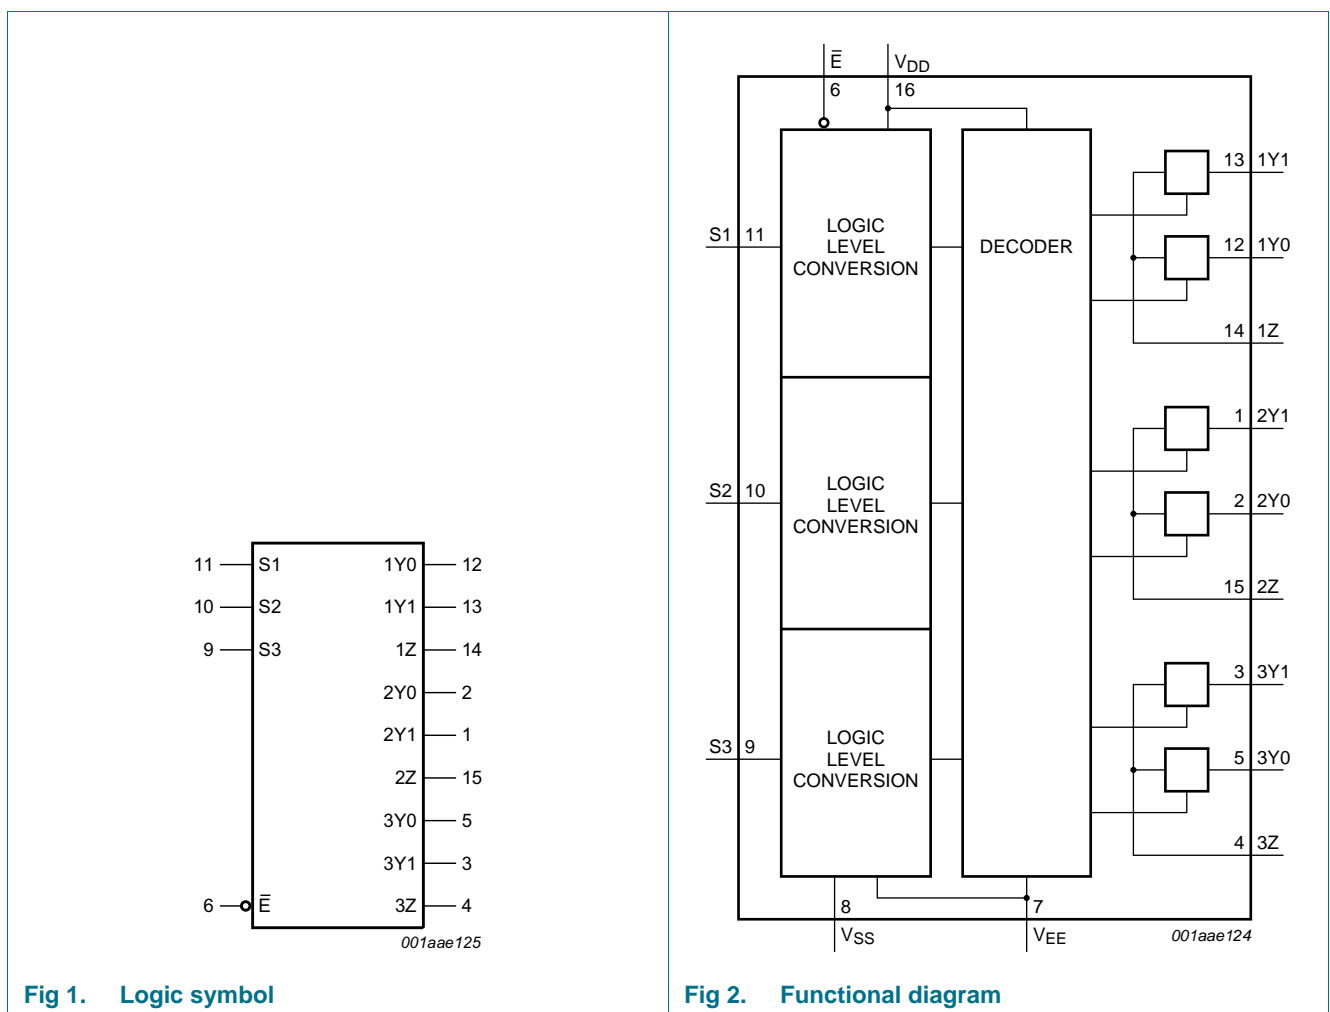 11 S1 1Y0 12
10 S2 1Y1 13
9 S3 1Z 14
2Y0 2
2Y1 1
2Z 15
3Y0 5
3Y1 3
6 E̅ 3Z 4
001aae125
Fig 1. Logic symbol
E̅ VDD
6 16
13 1Y1
S1 11
LOGIC
LEVEL
CONVERSION
DECODER
12 1Y0
14 1Z
1 2Y1
S2 10
LOGIC
LEVEL
CONVERSION
2 2Y0
15 2Z
3 3Y1
S3 9
LOGIC
LEVEL
CONVERSION
5 3Y0
4 3Z
8 7
VSS VEE
001aae124
Fig 2. Functional diagram